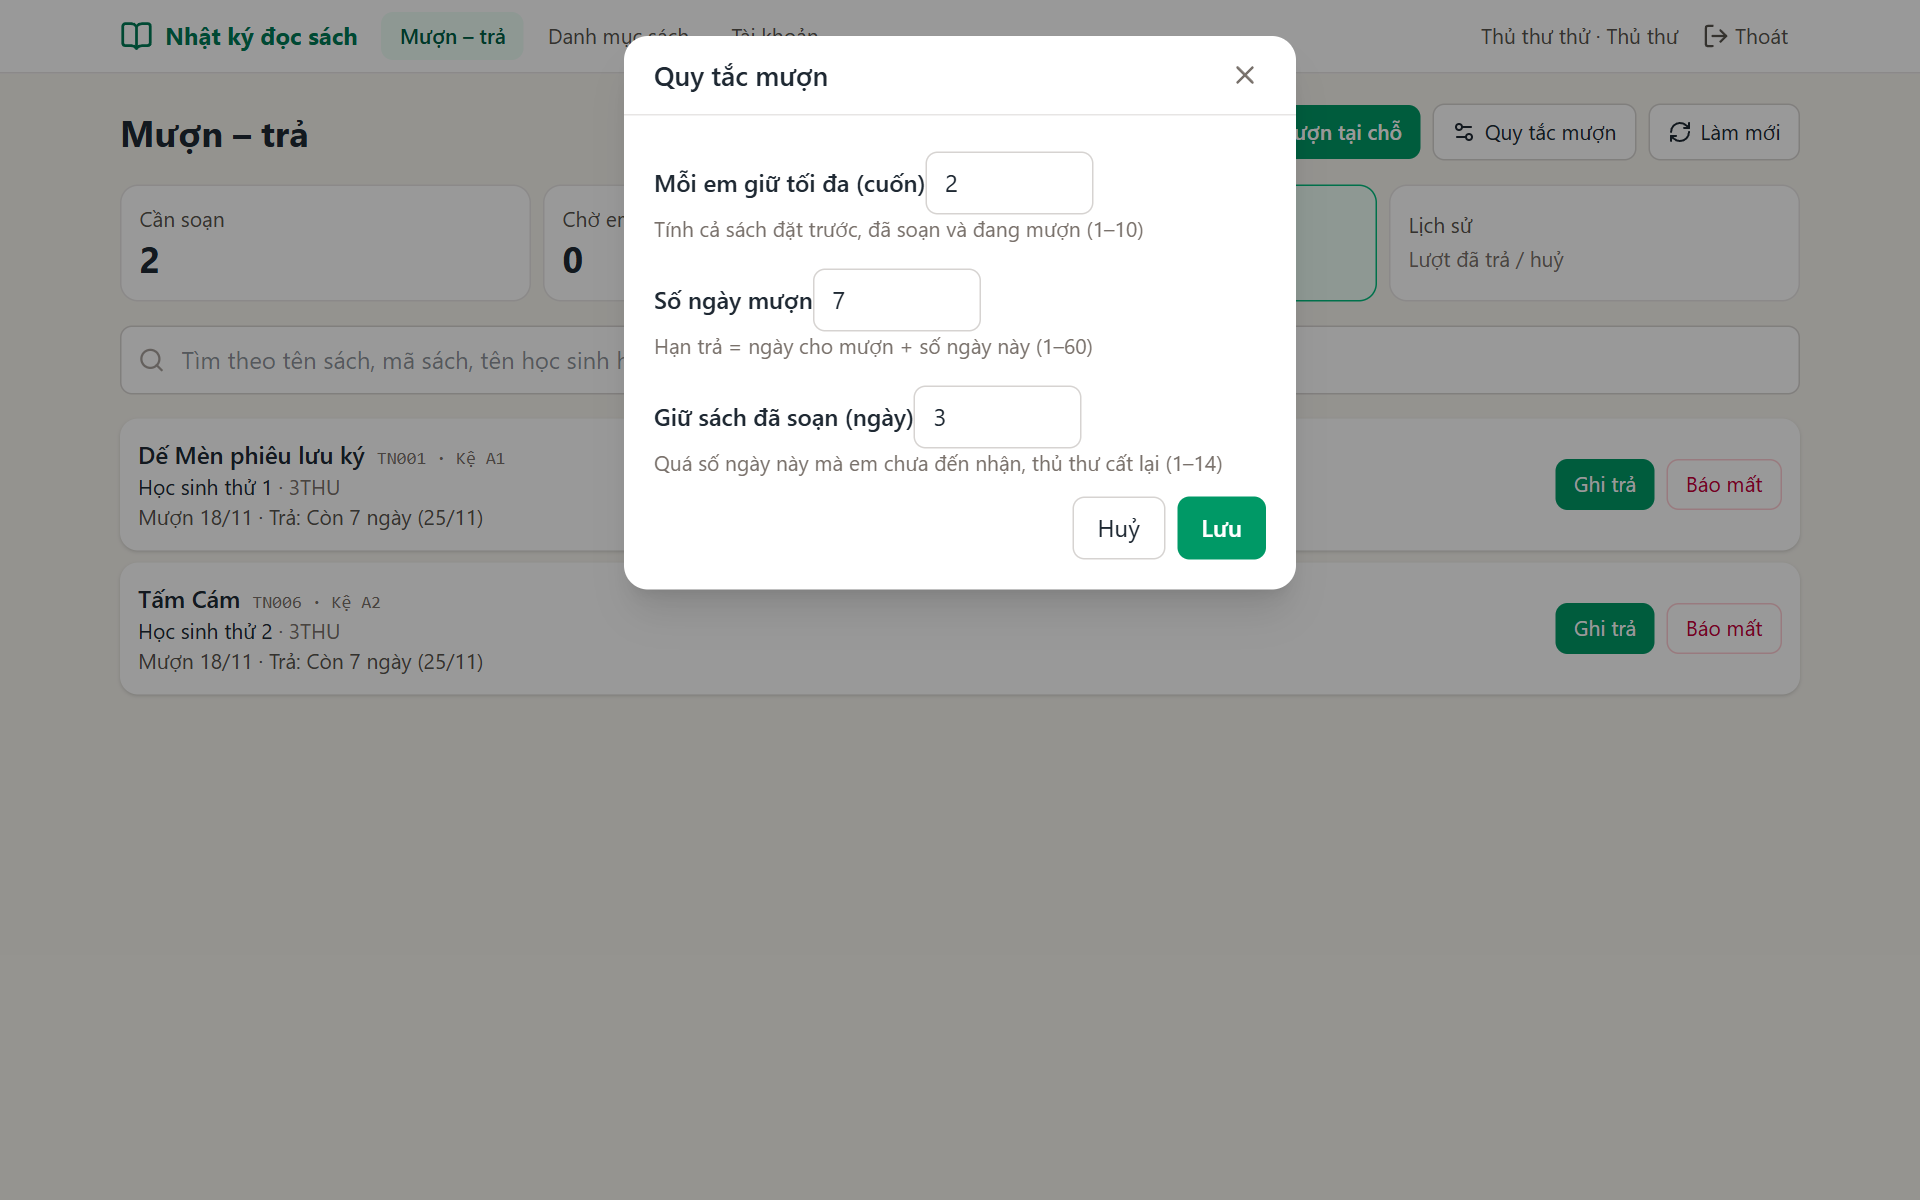 Nhật ký đọc sách
Mượn – trả
Thủ thư thử · Thủ thư
Thoát
Quy tắc mượn
Mượn – trả
tại chỗ
Quy tắc mượn
Làm mới
Cần soạn
2
Chờ
0
Lịch sử
Lượt đã trả / huỷ
Mỗi em giữ tối đa (cuốn)
2
Tính cả sách đặt trước, đã soạn và đang mượn (1–10)
Số ngày mượn
7
Hạn trả = ngày cho mượn + số ngày này (1–60)
Giữ sách đã soạn (ngày)
3
Quá số ngày này mà em chưa đến nhận, thủ thư cất lại (1–14)
Huỷ
Lưu
Tìm theo tên sách, mã sách, tên học sinh
Dế Mèn phiêu lưu ký TN001 · Kệ A1
Học sinh thử 1 · 3THU
Mượn 18/11 · Trả: Còn 7 ngày (25/11)
Ghi trả
Báo mất
Tấm Cám TN006 · Kệ A2
Học sinh thử 2 · 3THU
Mượn 18/11 · Trả: Còn 7 ngày (25/11)
Ghi trả
Báo mất